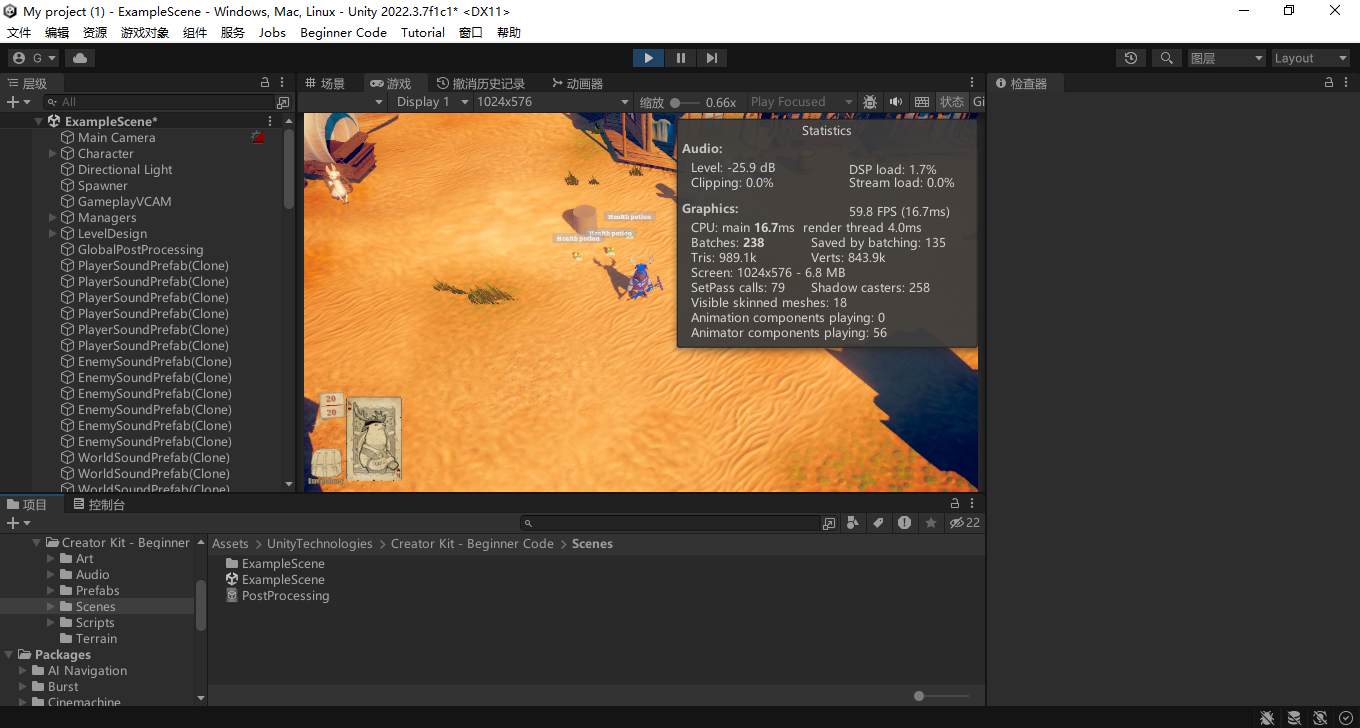 My project (1) - ExampleScene - Windows, Mac, Linux - Unity 2022.3.7f1c1* <DX11>
文件 编辑 资源 游戏对象 组件 服务 Jobs Beginner Code Tutorial 窗口 帮助
G 图层 Layout
层级 场景 游戏 撤消历史记录 动画器 检查器
All Display 1 1024x576 缩放 0.66x Play Focused 状态 Gi
ExampleScene*
Main Camera
Character
Directional Light
Spawner
GameplayVCAM
Managers
LevelDesign
GlobalPostProcessing
PlayerSoundPrefab(Clone)
PlayerSoundPrefab(Clone)
PlayerSoundPrefab(Clone)
PlayerSoundPrefab(Clone)
PlayerSoundPrefab(Clone)
PlayerSoundPrefab(Clone)
EnemySoundPrefab(Clone)
EnemySoundPrefab(Clone)
EnemySoundPrefab(Clone)
EnemySoundPrefab(Clone)
EnemySoundPrefab(Clone)
EnemySoundPrefab(Clone)
WorldSoundPrefab(Clone)
WorldSoundPrefab(Clone)
WorldSoundPrefab(Clone)
Health potion
Health potion
Health potion
20
20
Inventory
Statistics
Audio:
Level: -25.9 dB DSP load: 1.7%
Clipping: 0.0% Stream load: 0.0%
Graphics: 59.8 FPS (16.7ms)
CPU: main 16.7ms render thread 4.0ms
Batches: 238 Saved by batching: 135
Tris: 989.1k Verts: 843.9k
Screen: 1024x576 - 6.8 MB
SetPass calls: 79 Shadow casters: 258
Visible skinned meshes: 18
Animation components playing: 0
Animator components playing: 56
项目 控制台
22
Creator Kit - Beginner
Art
Audio
Prefabs
Scenes
Scripts
Terrain
Packages
AI Navigation
Burst
Cinemachine
Assets > UnityTechnologies > Creator Kit - Beginner Code > Scenes
ExampleScene
ExampleScene
PostProcessing